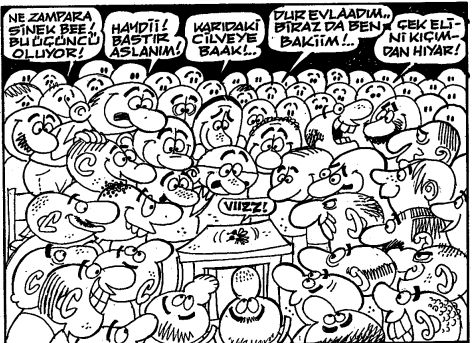 NE ZAMPARA
SİNEK BEE!
BU ÜÇÜNCÜ
OLUYOR!
HAYDİİ!
BASTIR
ASLANIM!
KARIDAKİ
CİLVEYE
BAAK!..
DUR EVLAADIM..
BİRAZ DA BEN
BAKİİM!..
ÇEK ELİ-
Nİ KIÇIM-
DAN HIYAR!
VIIZZ!